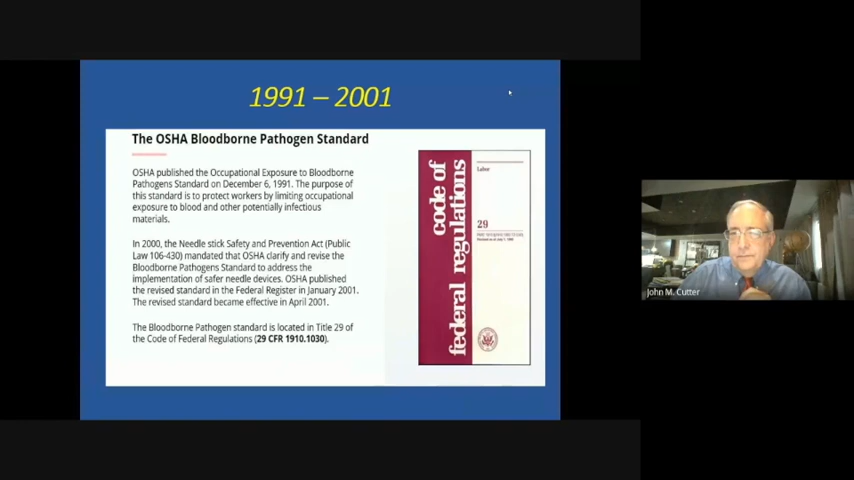 1991 – 2001
The OSHA Bloodborne Pathogen Standard
OSHA published the Occupational Exposure to Bloodborne
Pathogens Standard on December 6, 1991. The purpose of
this standard is to protect workers by limiting occupational
exposure to blood and other potentially infectious
materials.
In 2000, the Needle stick Safety and Prevention Act (Public
Law 106-430) mandated that OSHA clarify and revise the
Bloodborne Pathogens Standard to address the
implementation of safer needle devices. OSHA published
the revised standard in the Federal Register in January 2001.
The revised standard became effective in April 2001.
The Bloodborne Pathogen standard is located in Title 29 of
the Code of Federal Regulations (29 CFR 1910.1030).
code of
federal regulations
Labor
29
John M. Cutter